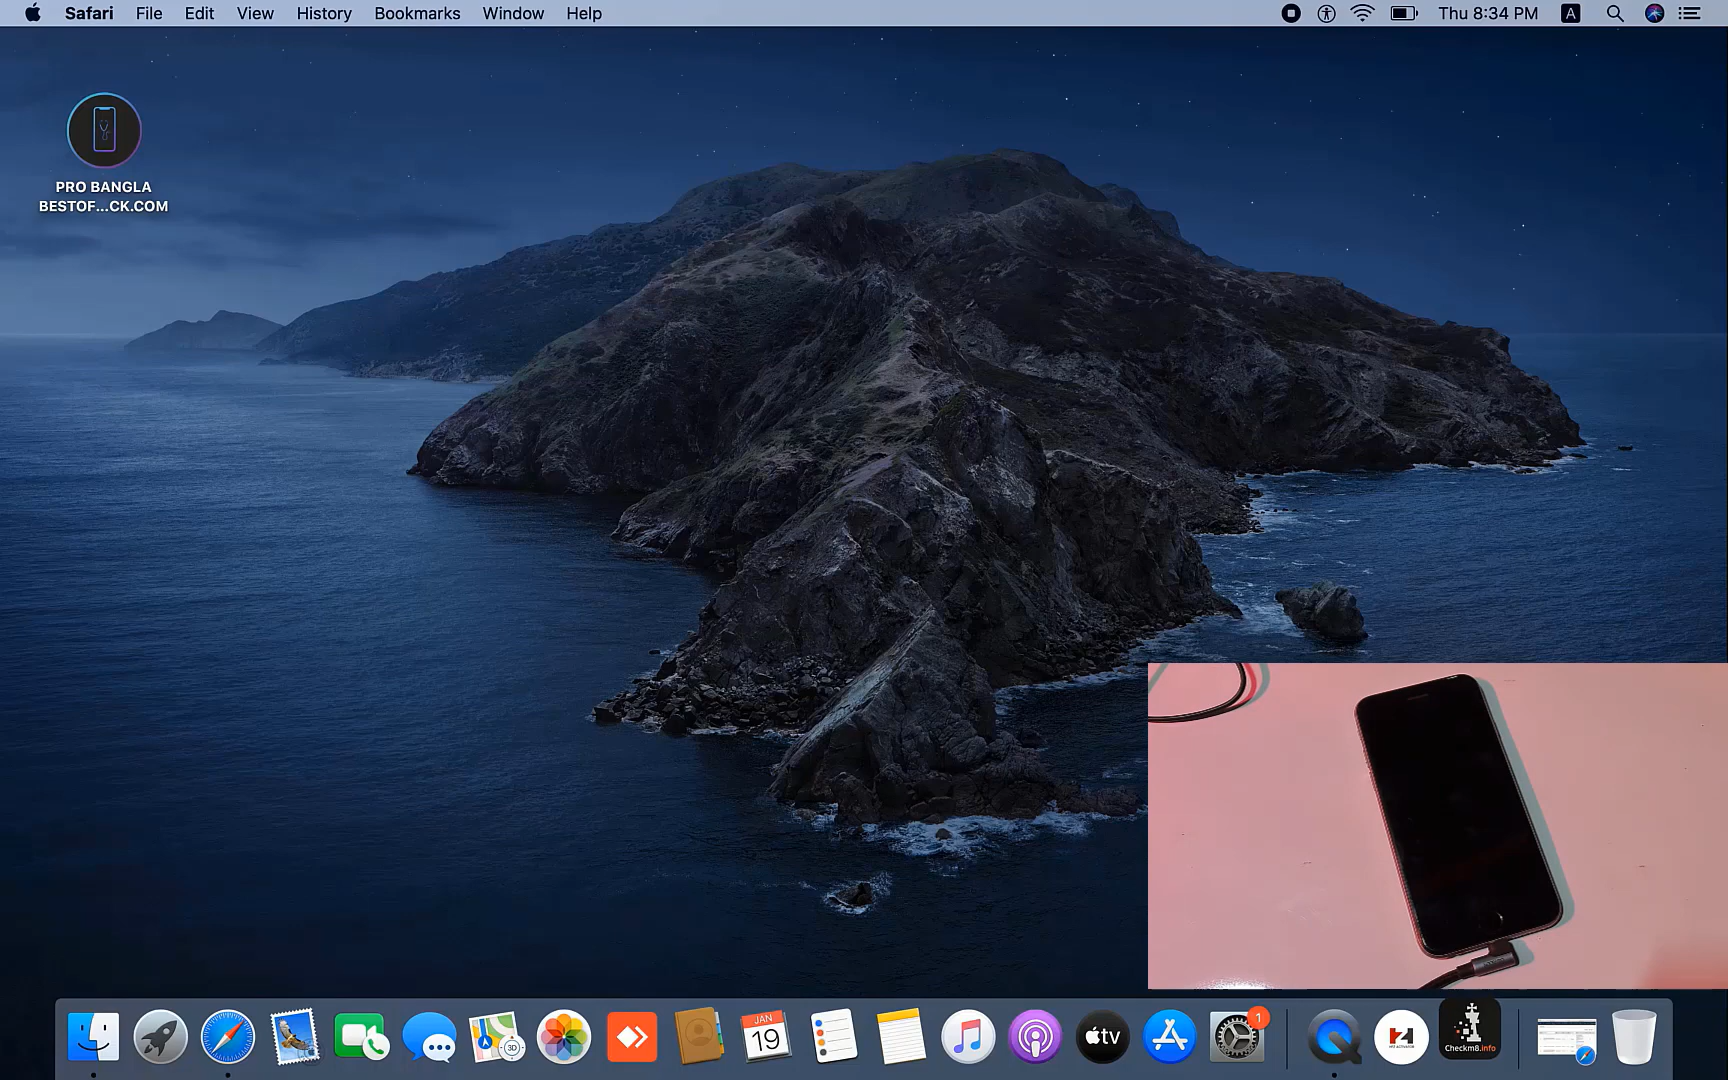 Safari File Edit View History Bookmarks Window Help Thu 8:34 PM A
PRO BANGLA
BESTOF...CK.COM
JAN
19
3D
tv
1
Checkm8.info